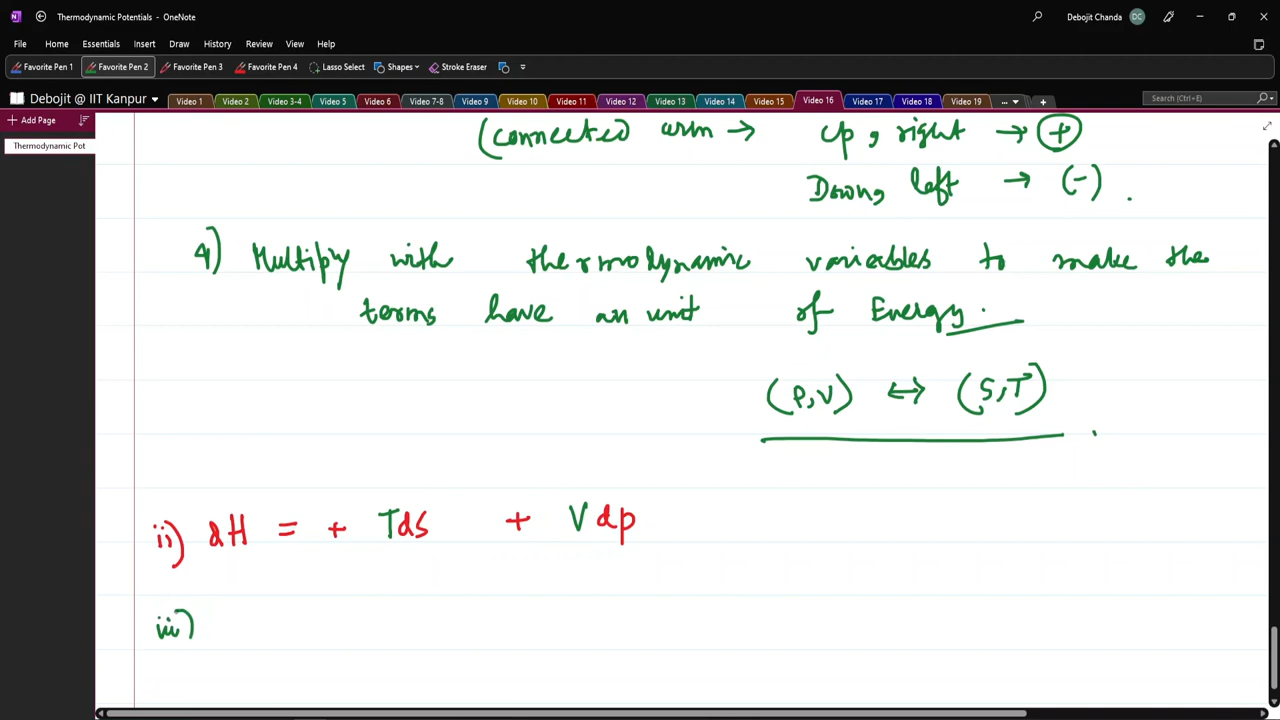 Thermodynamic Potentials - OneNote
Debojit Chanda DC
File Home Essentials Insert Draw History Review View Help
Favorite Pen 1 Favorite Pen 2 Favorite Pen 3 Favorite Pen 4 Lasso Select Shapes Stroke Eraser
Debojit @ IIT Kanpur Video 1 Video 2 Video 3-4 Video 5 Video 6 Video 7-8 Video 9 Video 10 Video 11 Video 12 Video 13 Video 14 Video 15 Video 16 Video 17 Video 18 Video 19 ... + Search (Ctrl+E)
+ Add Page
Thermodynamic Pot
(connected arm → up, right → (+)
Down, left → (-).
4) Multiply with thermodynamic variables to make the
terms have an unit of Energy.
(P,V) ↔ (S,T).
ii) dH = + Tds + Vdp
iii)